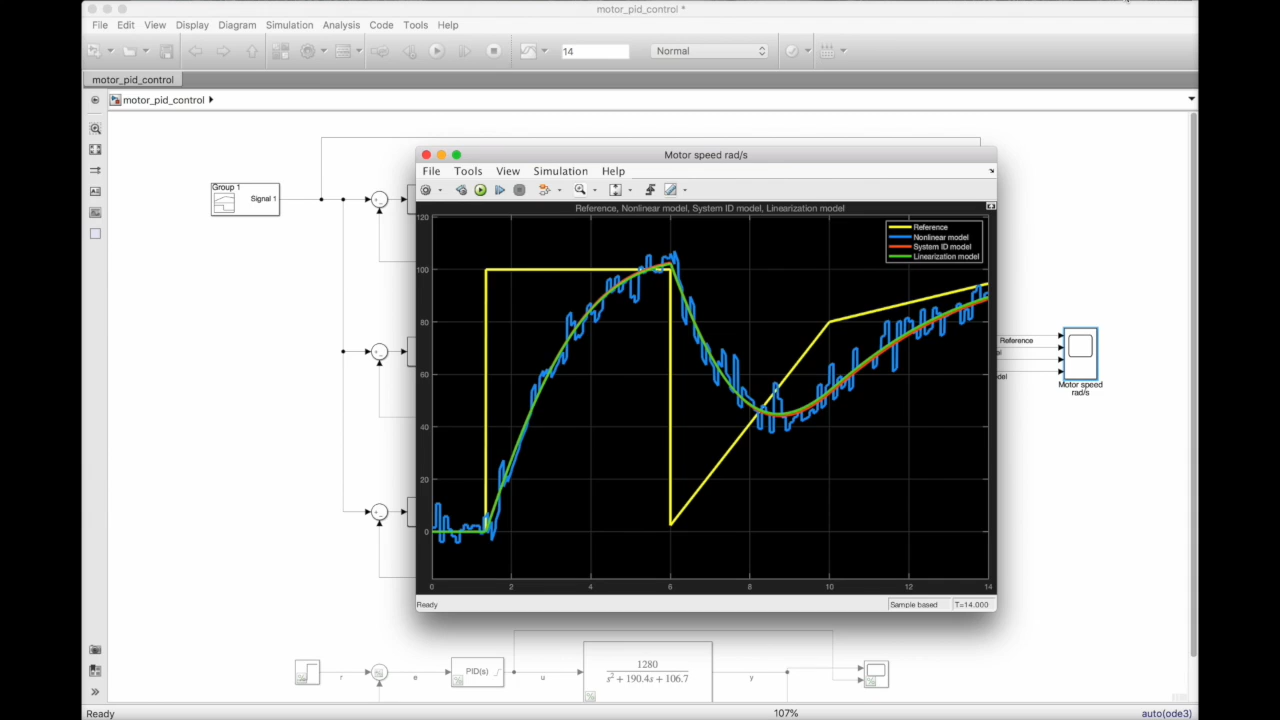 motor_pid_control *
File Edit View Display Diagram Simulation Analysis Code Tools Help
14 Normal
motor_pid_control
motor_pid_control
Group 1
Signal 1
Motor speed rad/s
File Tools View Simulation Help
Reference, Nonlinear model, System ID model, Linearization model
Reference
Nonlinear model
System ID model
Linearization model
120
100
80
60
40
20
0
0 2 4 6 8 10 12 14
Ready Sample based T=14.000
Reference
el
del
Motor speed
rad/s
r e PID(s) u
1280
s² + 190.4s + 106.7
y
Ready 107% auto(ode3)